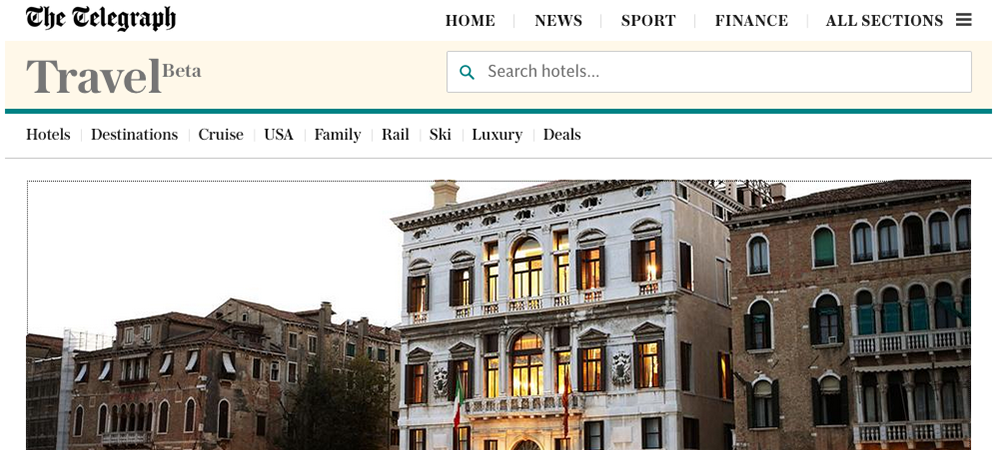 The Telegraph
HOME NEWS SPORT FINANCE ALL SECTIONS
Travel Beta
Search hotels...
Hotels Destinations Cruise USA Family Rail Ski Luxury Deals